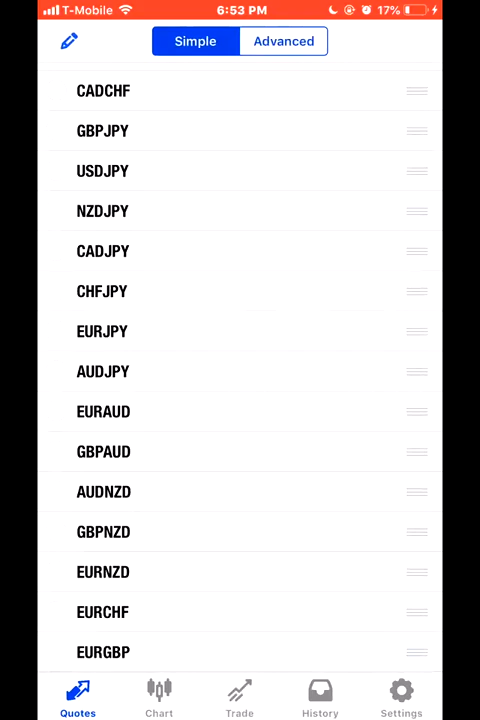 T-Mobile 6:53 PM 17%
Simple Advanced
CADCHF
GBPJPY
USDJPY
NZDJPY
CADJPY
CHFJPY
EURJPY
AUDJPY
EURAUD
GBPAUD
AUDNZD
GBPNZD
EURNZD
EURCHF
EURGBP
Quotes Chart Trade History Settings